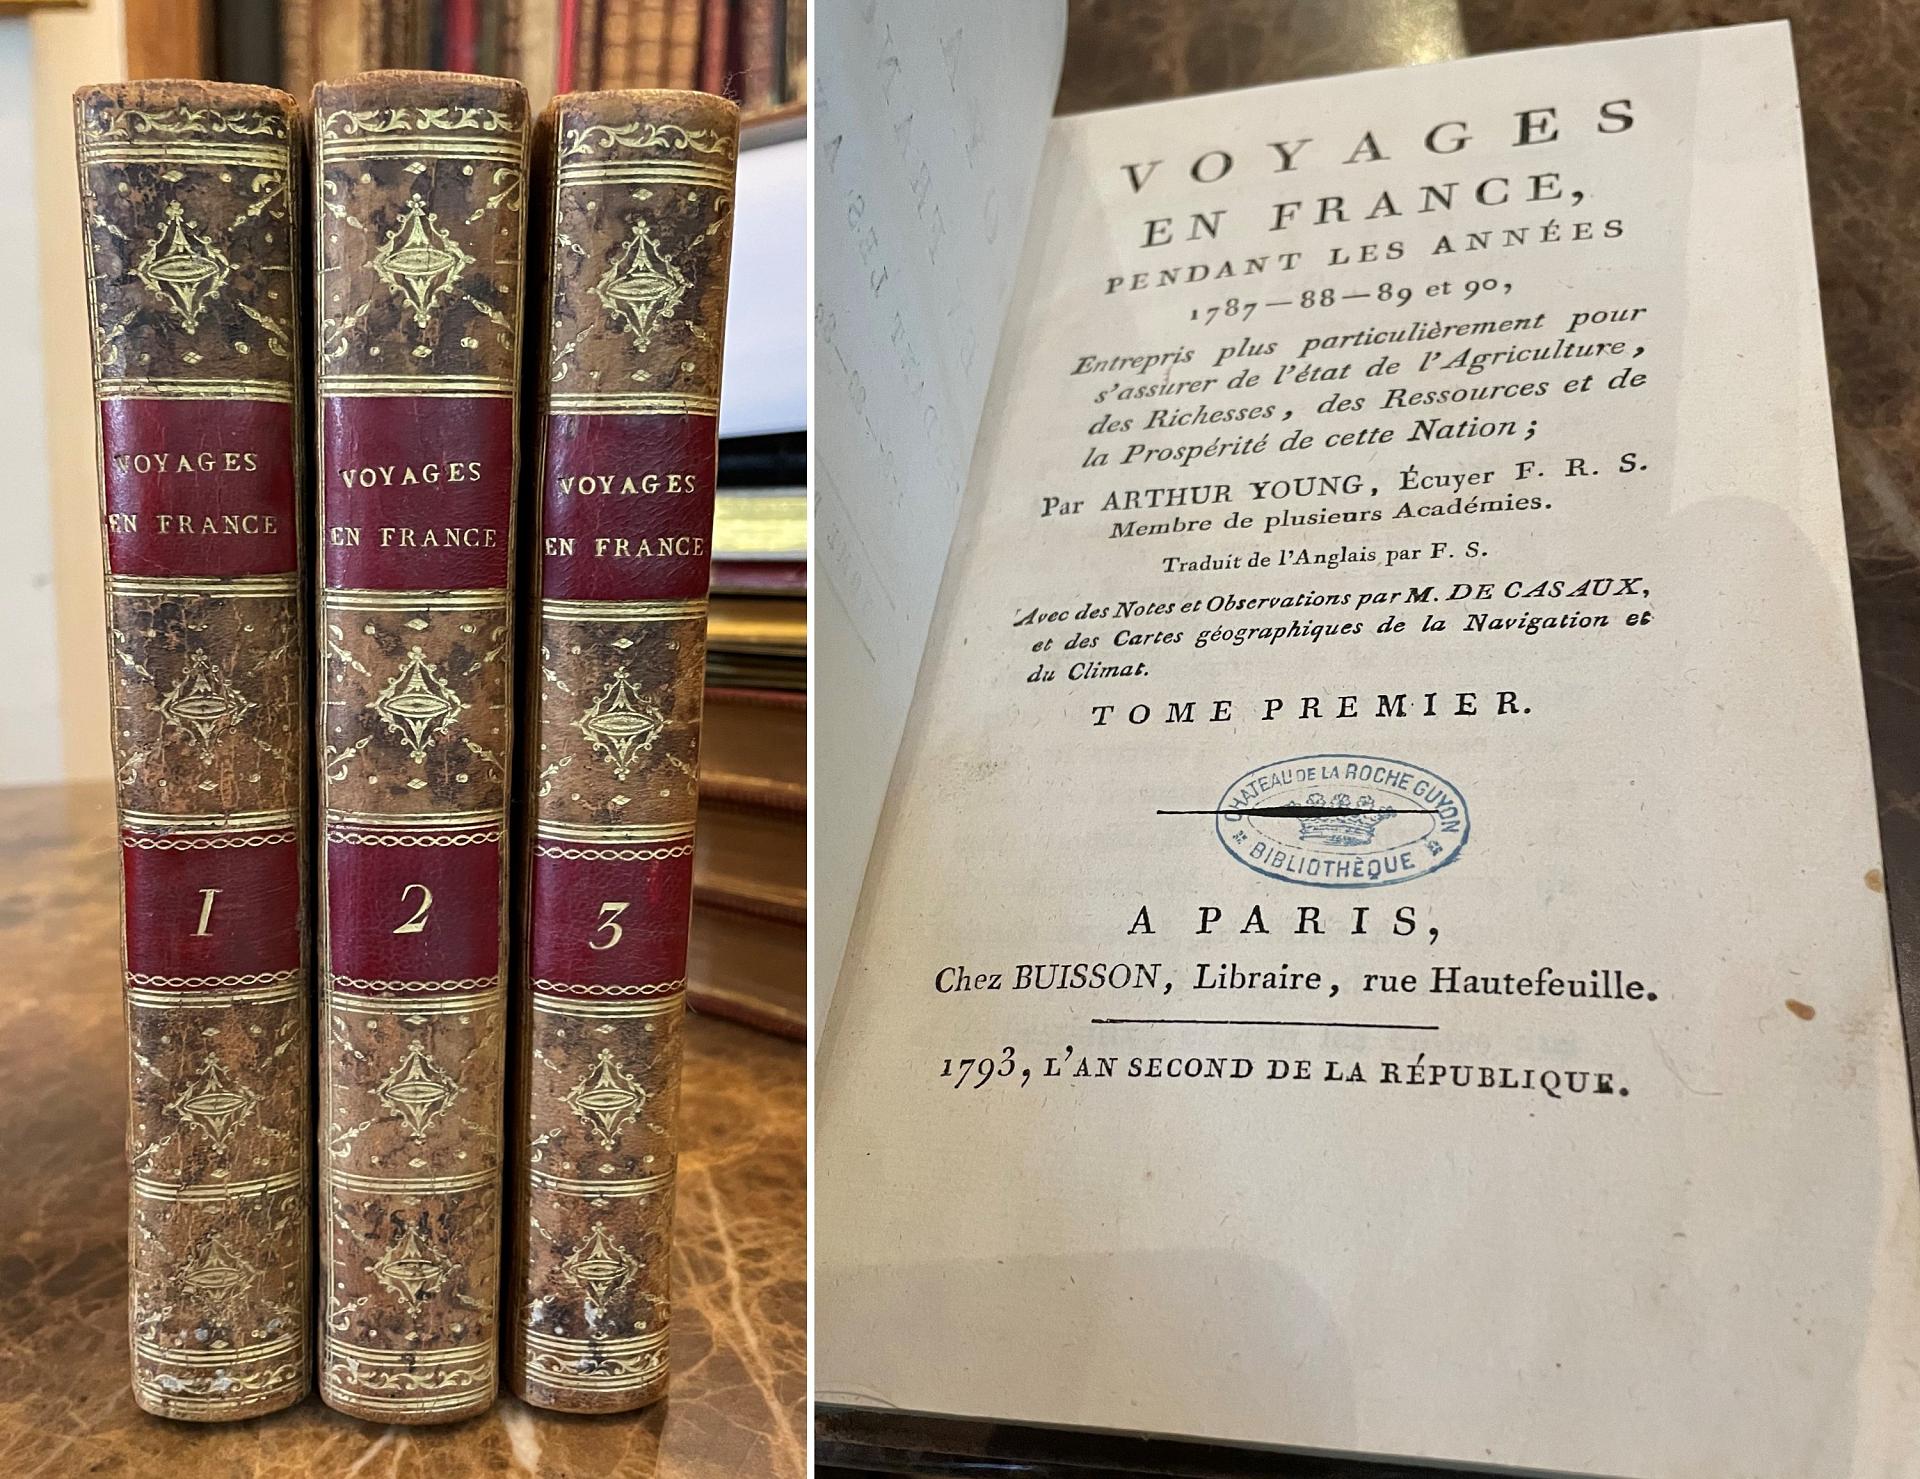 VOYAGES
EN FRANCE
1
VOYAGES
EN FRANCE
2
VOYAGES
EN FRANCE
3
VOYAGES
EN FRANCE,
PENDANT LES ANNÉES
1787—88—89 et 90,
Entrepris plus particulièrement pour
s'assurer de l'état de l'Agriculture,
des Richesses, des Ressources et de
la Prospérité de cette Nation;
Par ARTHUR YOUNG, Écuyer F. R. S.
Membre de plusieurs Académies.
Traduit de l'Anglais par F. S.
Avec des Notes et Observations par M. DE CASAUX,
et des Cartes géographiques de la Navigation et
du Climat.
TOME PREMIER.
CHATEAU DE LA ROCHE GUYON
BIBLIOTHÈQUE
A PARIS,
Chez BUISSON, Libraire, rue Hautefeuille.
1793, L'AN SECOND DE LA RÉPUBLIQUE.